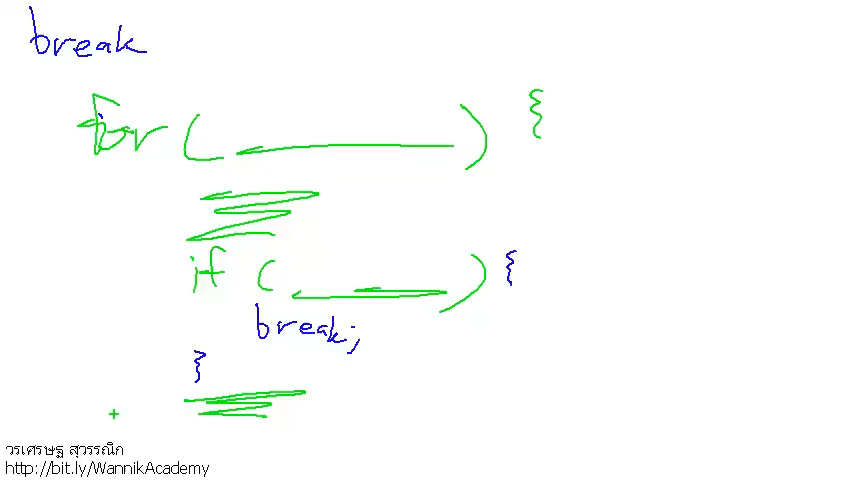 break
for ( ) {
if ( ) {
break;
}
วรเศรษฐ สุวรรณิก
http://bit.ly/WannikAcademy